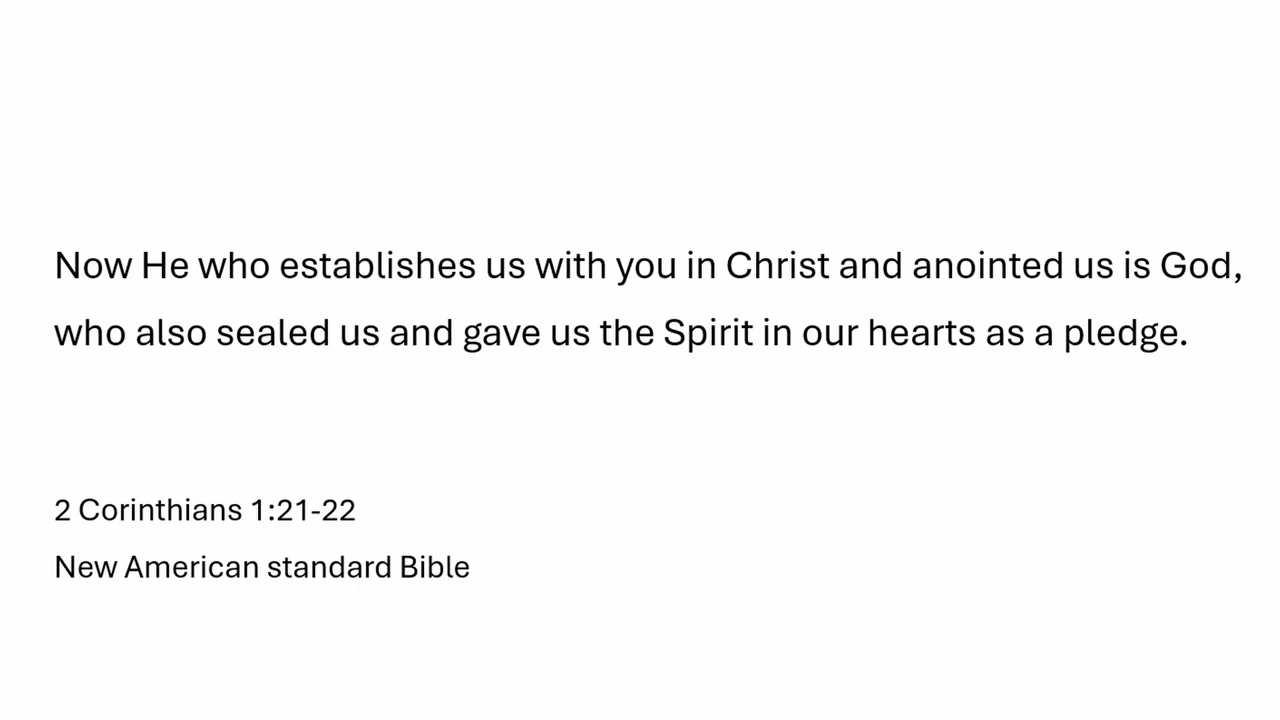 Now He who establishes us with you in Christ and anointed us is God,
who also sealed us and gave us the Spirit in our hearts as a pledge.
2 Corinthians 1:21-22
New American standard Bible